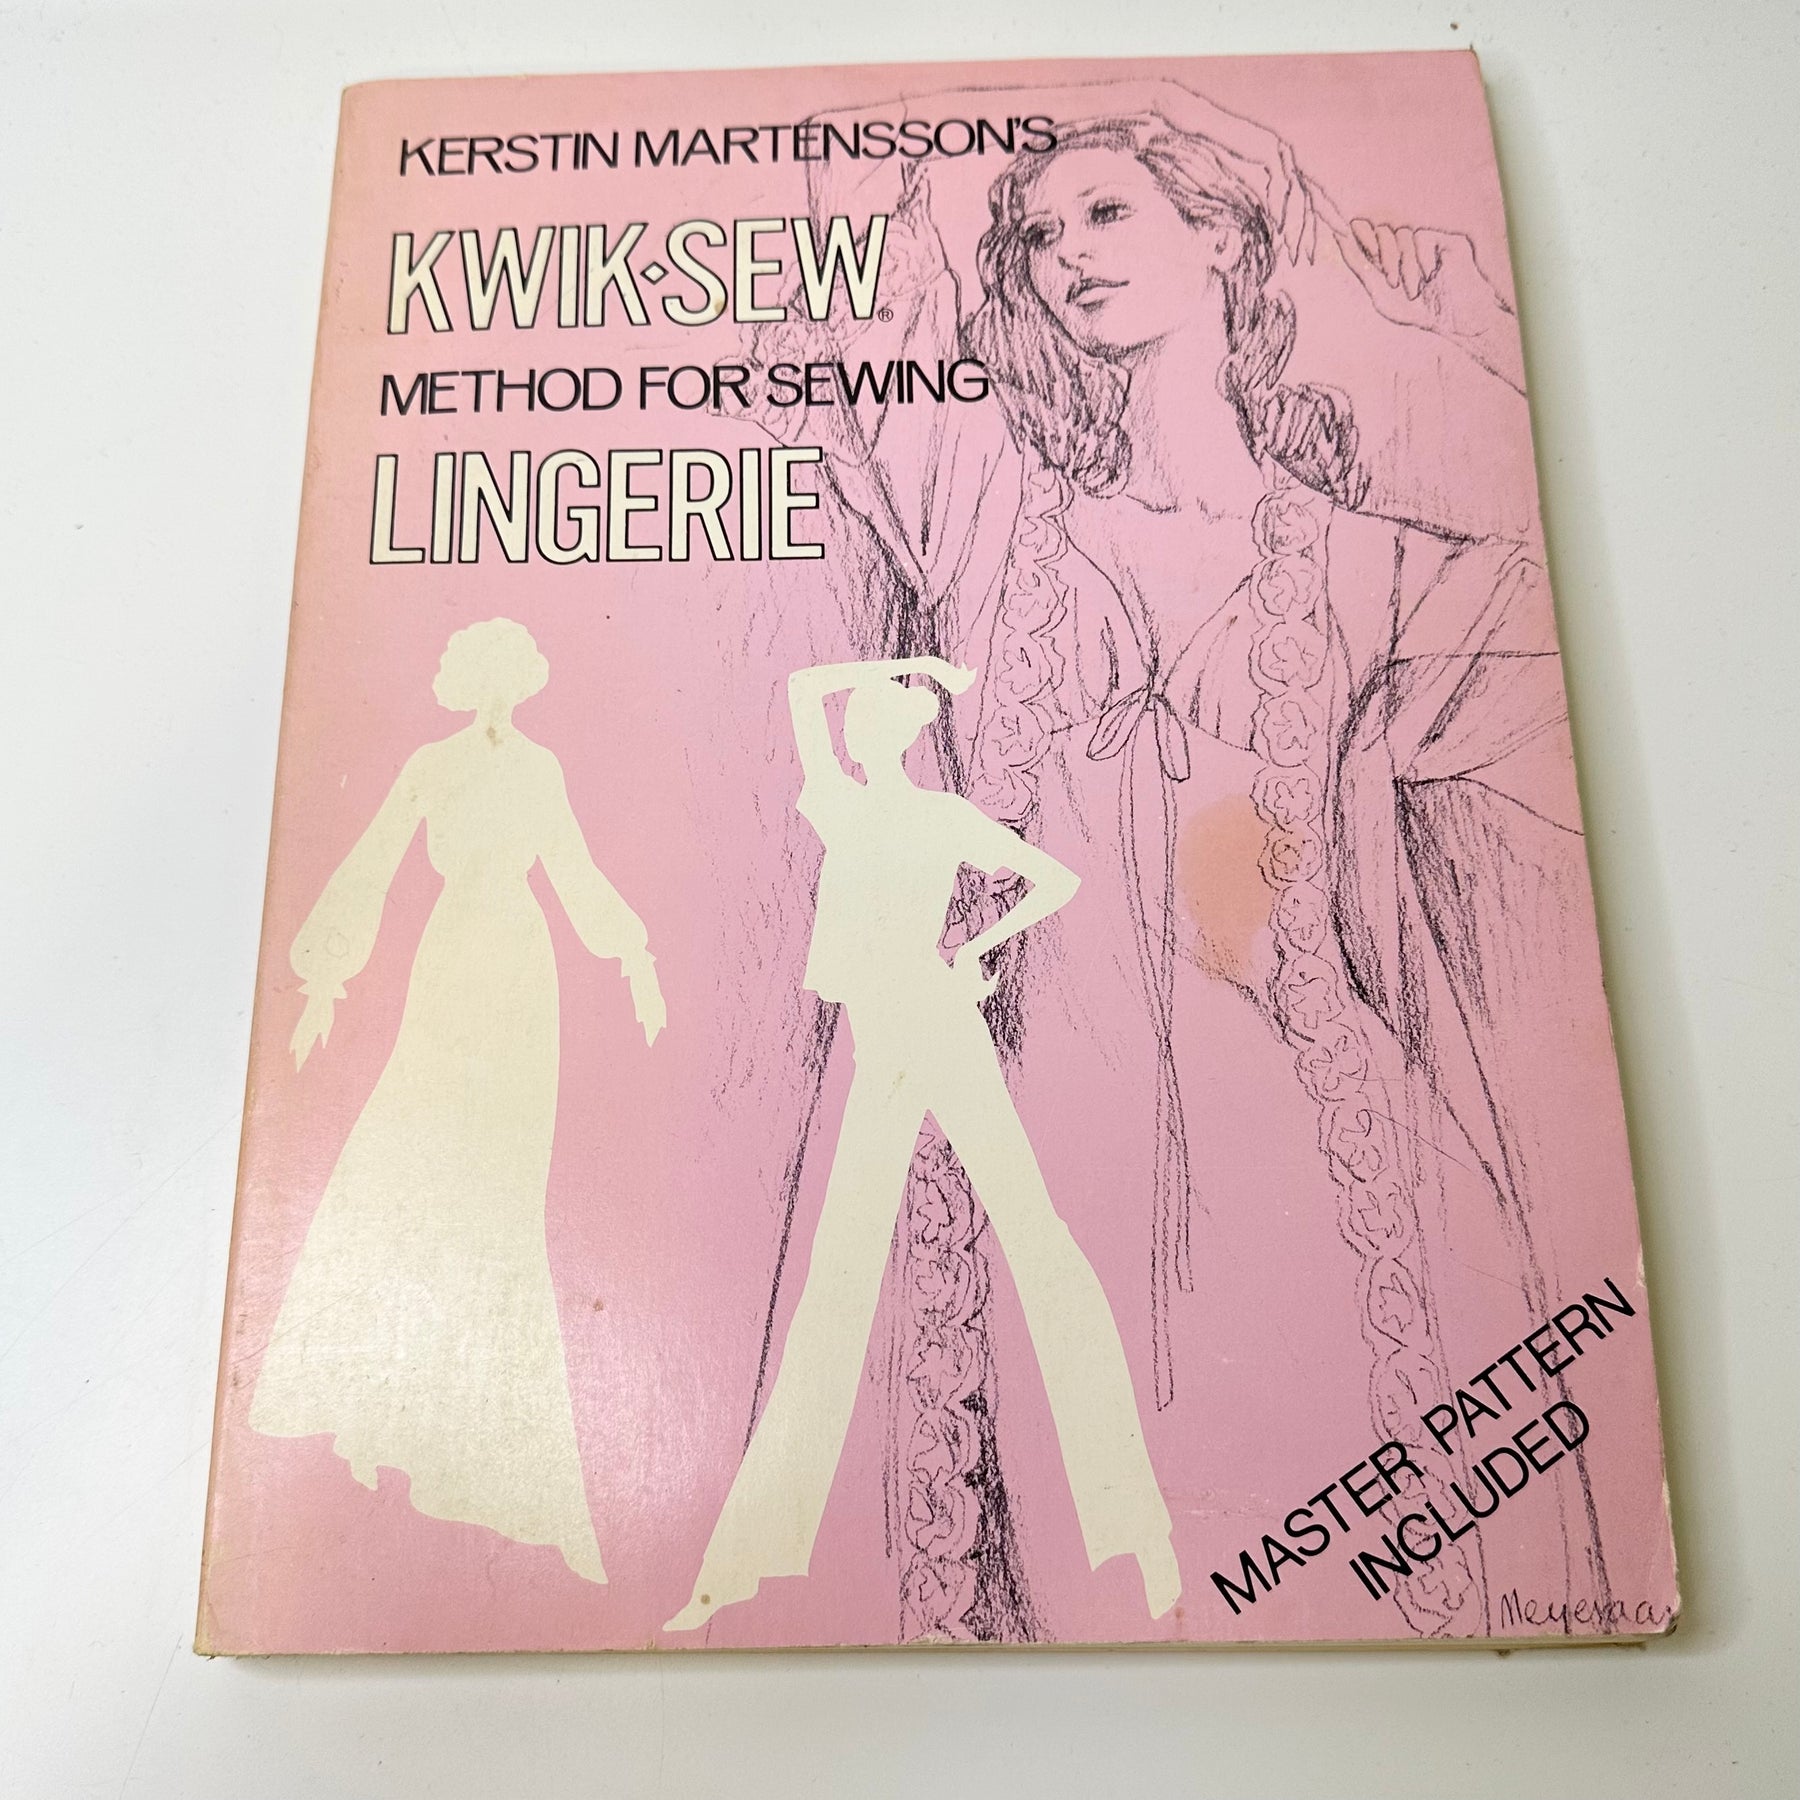 KERSTIN MARTENSSON'S
KWIK·SEW®
METHOD FOR SEWING
LINGERIE
MASTER PATTERN
INCLUDED